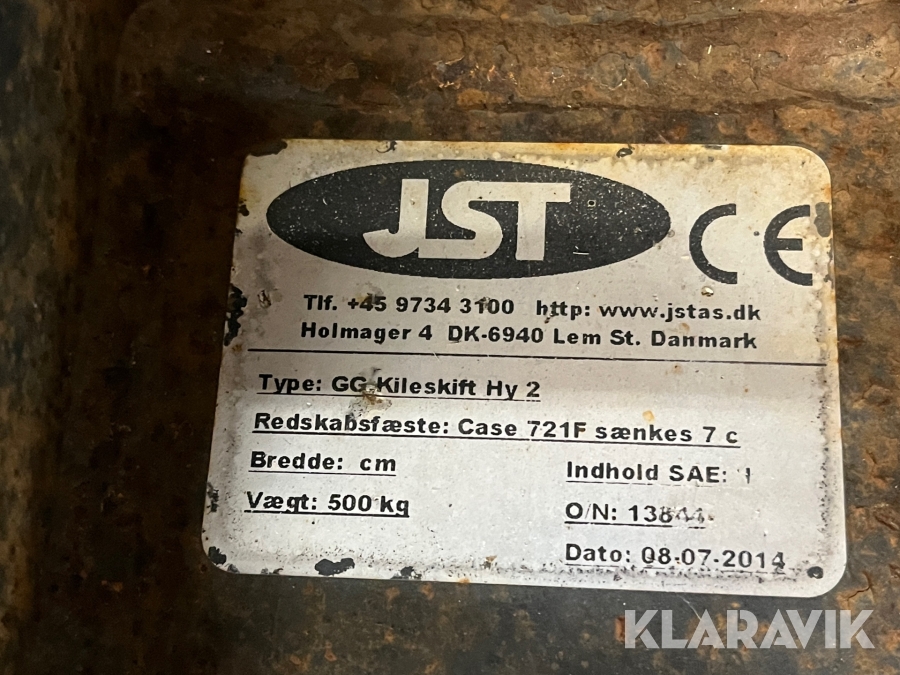 JST CE
Tlf. +45 9734 3100 http: www.jstas.dk
Holmager 4 DK-6940 Lem St. Danmark
Type: GG Kileskift Hy 2
Redskabsfæste: Case 721F sænkes 7 c
Bredde: cm
Indhold SAE: l
Vægt: 500 kg
O/N:
Dato: 08-07-2014
KLARAVIK